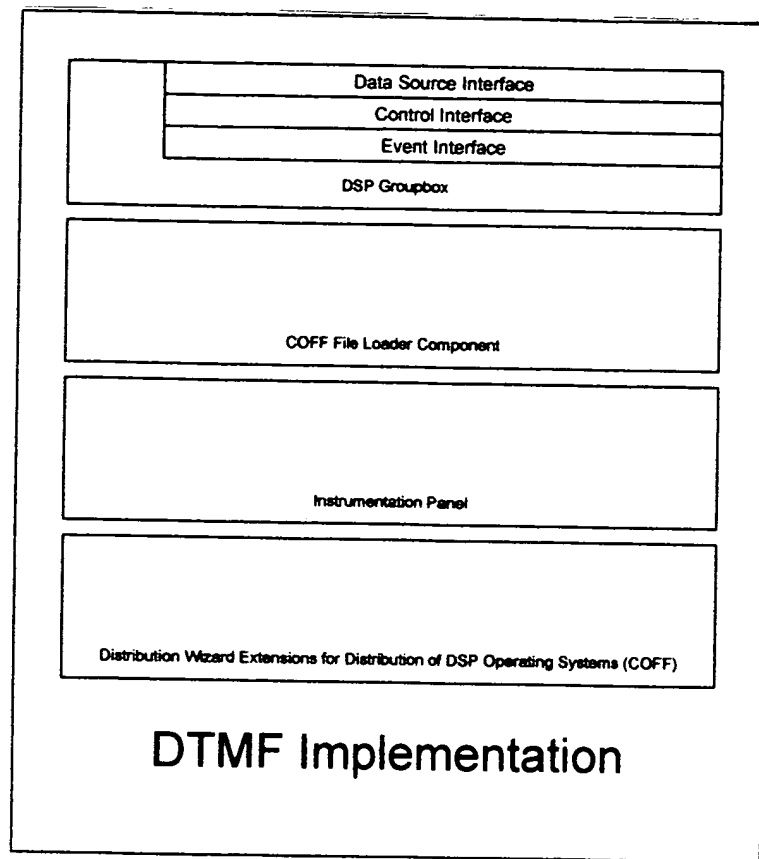 Data Source Interface
Control Interface
Event Interface
DSP Groupbox
COFF File Loader Component
Instrumentation Panel
Distribution Wizard Extensions for Distribution of DSP Operating Systems (COFF)
DTMF Implementation